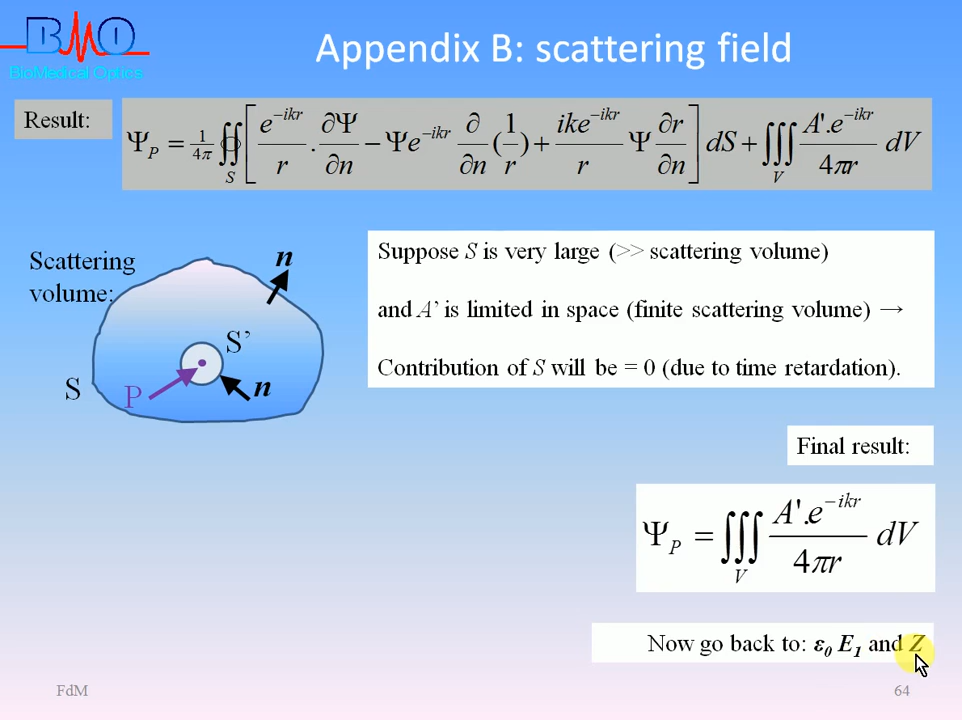 BMO
BioMedical Optics
Appendix B: scattering field
Result:
Ψ_P = 1/4π ∯_S [ e^{-ikr}/r . ∂Ψ/∂n − Ψe^{-ikr} ∂/∂n (1/r) + ike^{-ikr}/r Ψ ∂r/∂n ] dS + ∭_V A'.e^{-ikr}/4πr dV
Scattering
volume:
n
S'
S
P
n
Suppose S is very large (>> scattering volume)
and A' is limited in space (finite scattering volume) →
Contribution of S will be = 0 (due to time retardation).
Final result:
Ψ_P = ∭_V A'.e^{-ikr}/4πr dV
Now go back to: ε₀ E₁ and Z
FdM
64